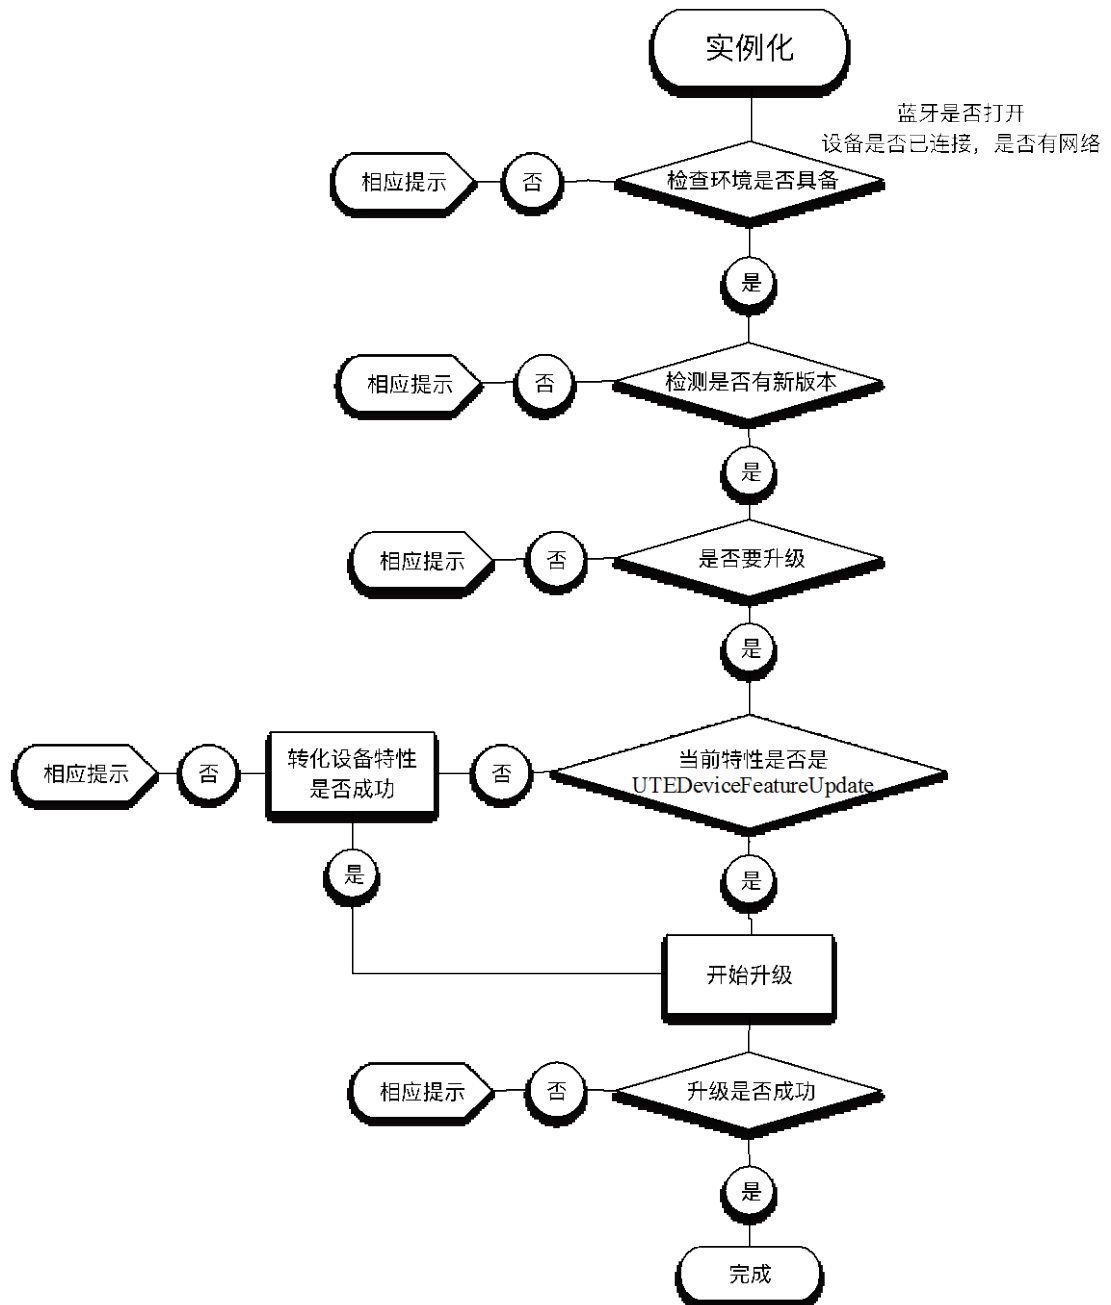 实例化
蓝牙是否打开
设备是否已连接，是否有网络
相应提示
否
检查环境是否具备
是
相应提示
否
检测是否有新版本
是
相应提示
否
是否要升级
是
相应提示
否
转化设备特性
是否成功
否
当前特性是否是
UTEDeviceFeatureUpdate
是
是
开始升级
相应提示
否
升级是否成功
是
完成